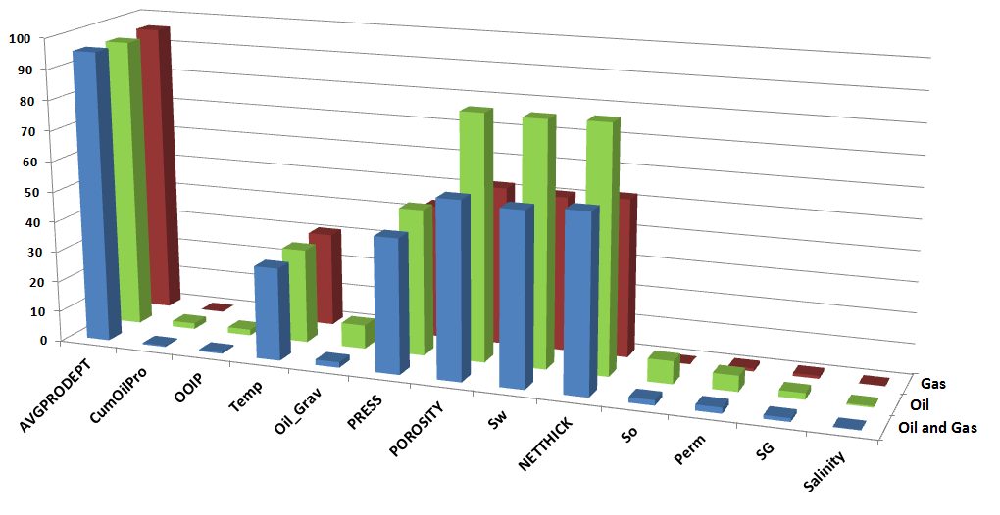 100
90
80
70
60
50
40
30
20
10
0
AVGPRODEPT
CumOilPro
OOIP
Temp
Oil_Grav
PRESS
POROSITY
Sw
NETTHICK
So
Perm
SG
Salinity
Gas
Oil
Oil and Gas